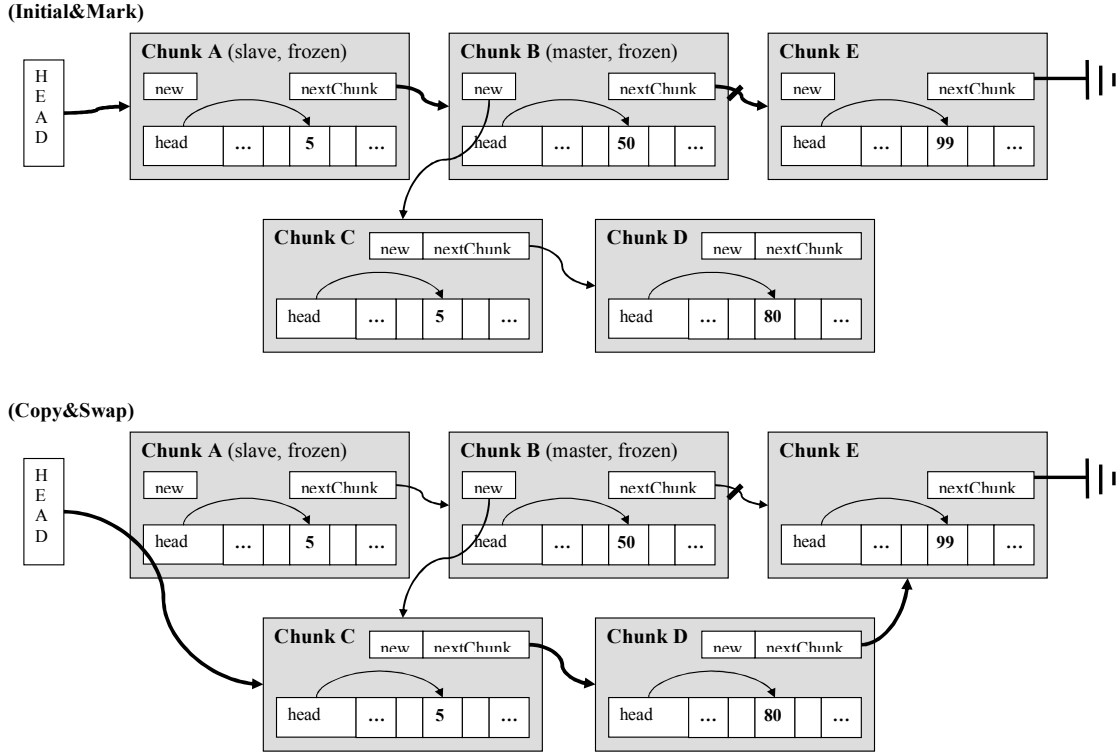 (Initial&Mark)
Chunk A (slave, frozen)
Chunk B (master, frozen)
Chunk E
HEAD
new
nextChunk
new
nextChunk
new
nextChunk
head ... 5 ...
head ... 50 ...
head ... 99 ...
Chunk C
new
nextChunk
Chunk D
new
nextChunk
head ... 5 ...
head ... 80 ...
(Copy&Swap)
Chunk A (slave, frozen)
Chunk B (master, frozen)
Chunk E
HEAD
new
nextChunk
new
nextChunk
nextChunk
head ... 5 ...
head ... 50 ...
head ... 99 ...
Chunk C
new
nextChunk
Chunk D
new
nextChunk
head ... 5 ...
head ... 80 ...